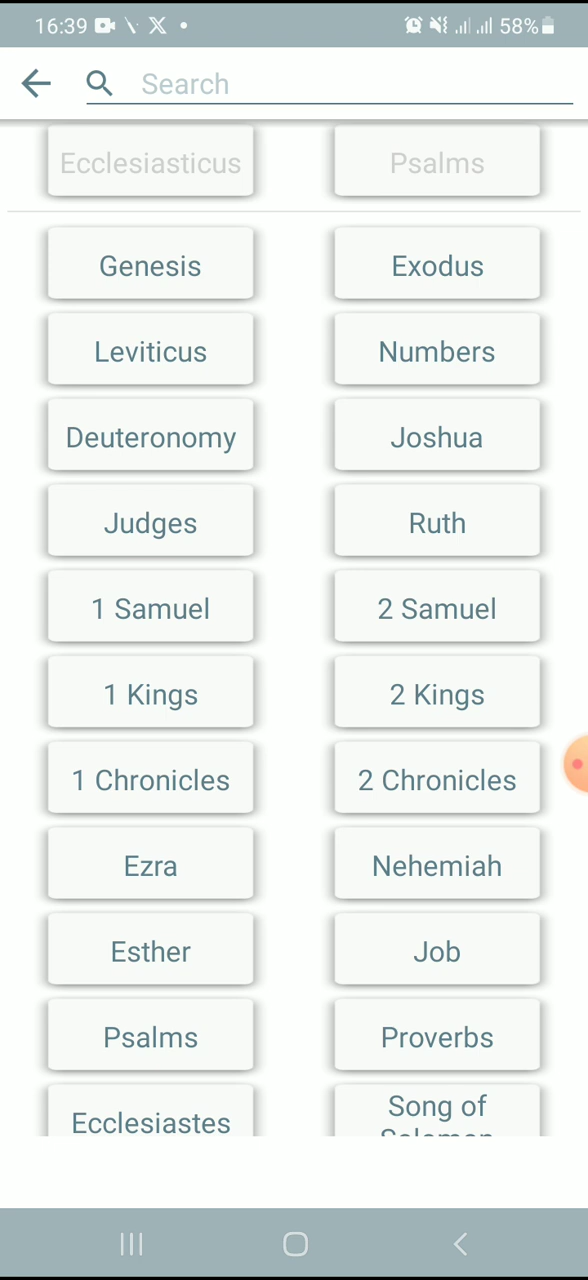 16:39 58%
Search
Ecclesiasticus Psalms
Genesis Exodus
Leviticus Numbers
Deuteronomy Joshua
Judges Ruth
1 Samuel 2 Samuel
1 Kings 2 Kings
1 Chronicles 2 Chronicles
Ezra Nehemiah
Esther Job
Psalms Proverbs
Ecclesiastes Song of
Solomon